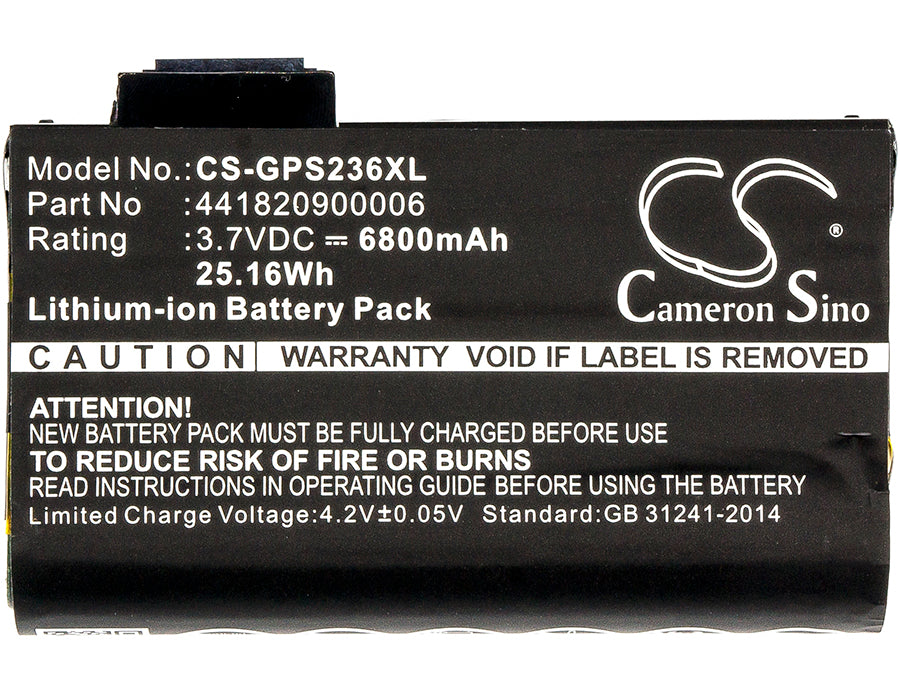 Model No.: CS-GPS236XL
Part No : 441820900006
Rating : 3.7VDC ⎓ 6800mAh
25.16Wh
Lithium-ion Battery Pack
CS
®
Cameron Sino
CAUTION WARRANTY VOID IF LABEL IS REMOVED
ATTENTION!
NEW BATTERY PACK MUST BE FULLY CHARGED BEFORE USE
TO REDUCE RISK OF FIRE OR BURNS
READ INSTRUCTIONS IN OPERATING GUIDE BEFORE USING THE BATTERY
Limited Charge Voltage:4.2V±0.05V Standard:GB 31241-2014